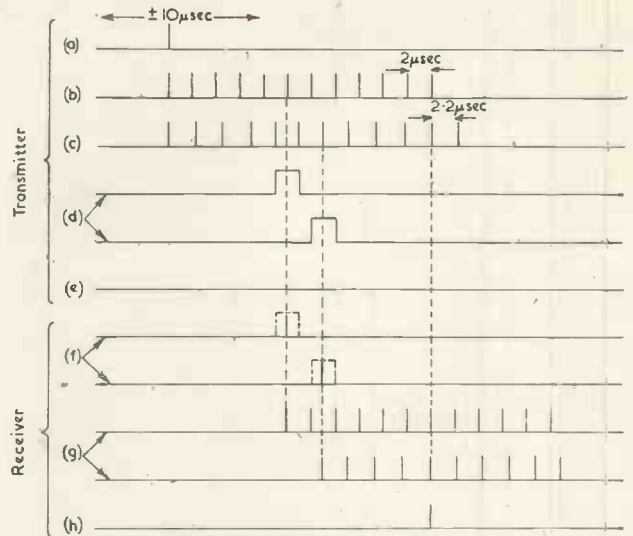 ±10μsec
(a)
2μsec
(b)
2·2μsec
(c)
Transmitter
(d)
(e)
(f)
Receiver
(g)
(h)